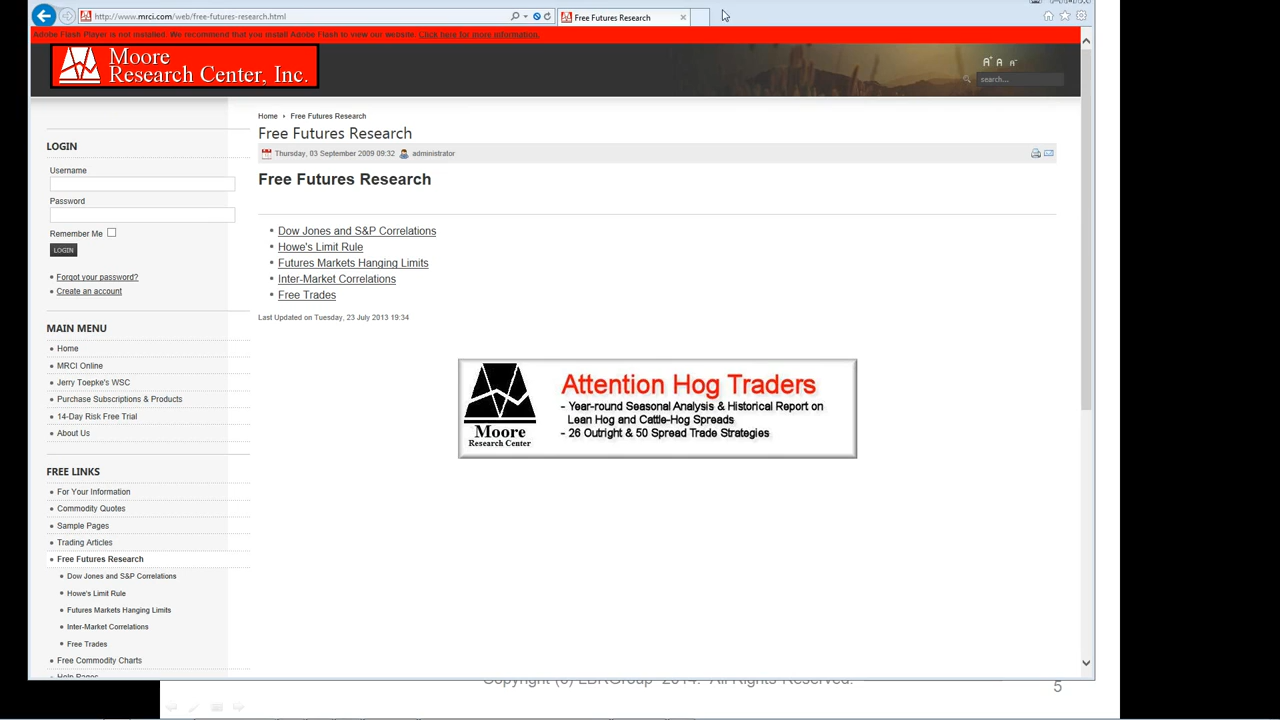 http://www.mrci.com/web/free-futures-research.html
Free Futures Research
Adobe Flash Player is not installed. We recommend that you install Adobe Flash to view our website. Click here for more information.
Moore
Research Center, Inc.
A+ A A-
search...
Home Free Futures Research
Free Futures Research
Thursday, 03 September 2009 09:32 administrator
Free Futures Research
LOGIN
Username
Password
Remember Me
LOGIN
Forgot your password?
Create an account
MAIN MENU
Home
MRCI Online
Jerry Toepke's WSC
Purchase Subscriptions & Products
14-Day Risk Free Trial
About Us
FREE LINKS
For Your Information
Commodity Quotes
Sample Pages
Trading Articles
Free Futures Research
Dow Jones and S&P Correlations
Howe's Limit Rule
Futures Markets Hanging Limits
Inter-Market Correlations
Free Trades
Free Commodity Charts
Help Pages
Dow Jones and S&P Correlations
Howe's Limit Rule
Futures Markets Hanging Limits
Inter-Market Correlations
Free Trades
Last Updated on Tuesday, 23 July 2013 19:34
Moore
Research Center
Attention Hog Traders
- Year-round Seasonal Analysis & Historical Report on
Lean Hog and Cattle-Hog Spreads
- 26 Outright & 50 Spread Trade Strategies
Copyright (c) LBRGroup 2014. All Rights Reserved.
5